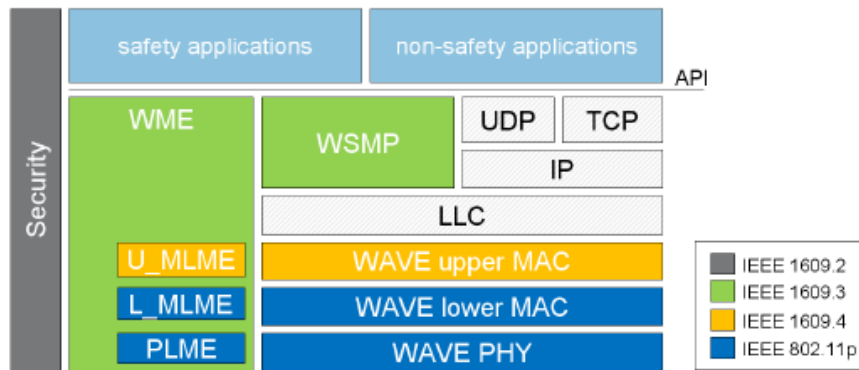 safety applications
non-safety applications
API
Security
WME
WSMP
UDP
TCP
IP
LLC
U_MLME
WAVE upper MAC
L_MLME
WAVE lower MAC
PLME
WAVE PHY
IEEE 1609.2
IEEE 1609.3
IEEE 1609.4
IEEE 802.11p